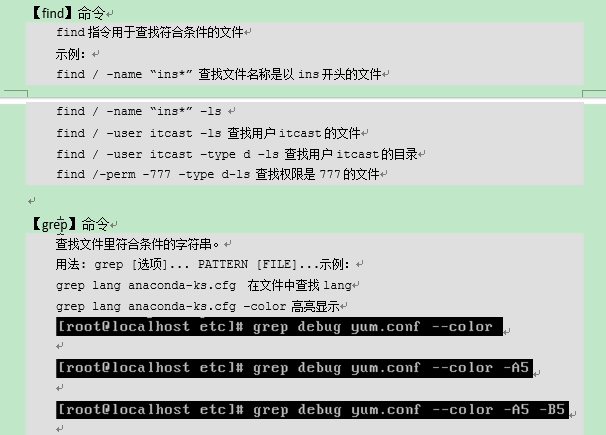 【find】命令
find 指令用于查找符合条件的文件
示例：
find / -name “ins*” 查找文件名称是以 ins 开头的文件
find / -name “ins*” -ls
find / -user itcast -ls 查找用户 itcast 的文件
find / -user itcast -type d -ls 查找用户 itcast 的目录
find /-perm -777 -type d-ls 查找权限是 777 的文件
【grep】命令
查找文件里符合条件的字符串。
用法: grep [选项]... PATTERN [FILE]...示例：
grep lang anaconda-ks.cfg 在文件中查找 lang
grep lang anaconda-ks.cfg –color 高亮显示
[root@localhost etc]# grep debug yum.conf --color
[root@localhost etc]# grep debug yum.conf --color -A5
[root@localhost etc]# grep debug yum.conf --color -A5 -B5